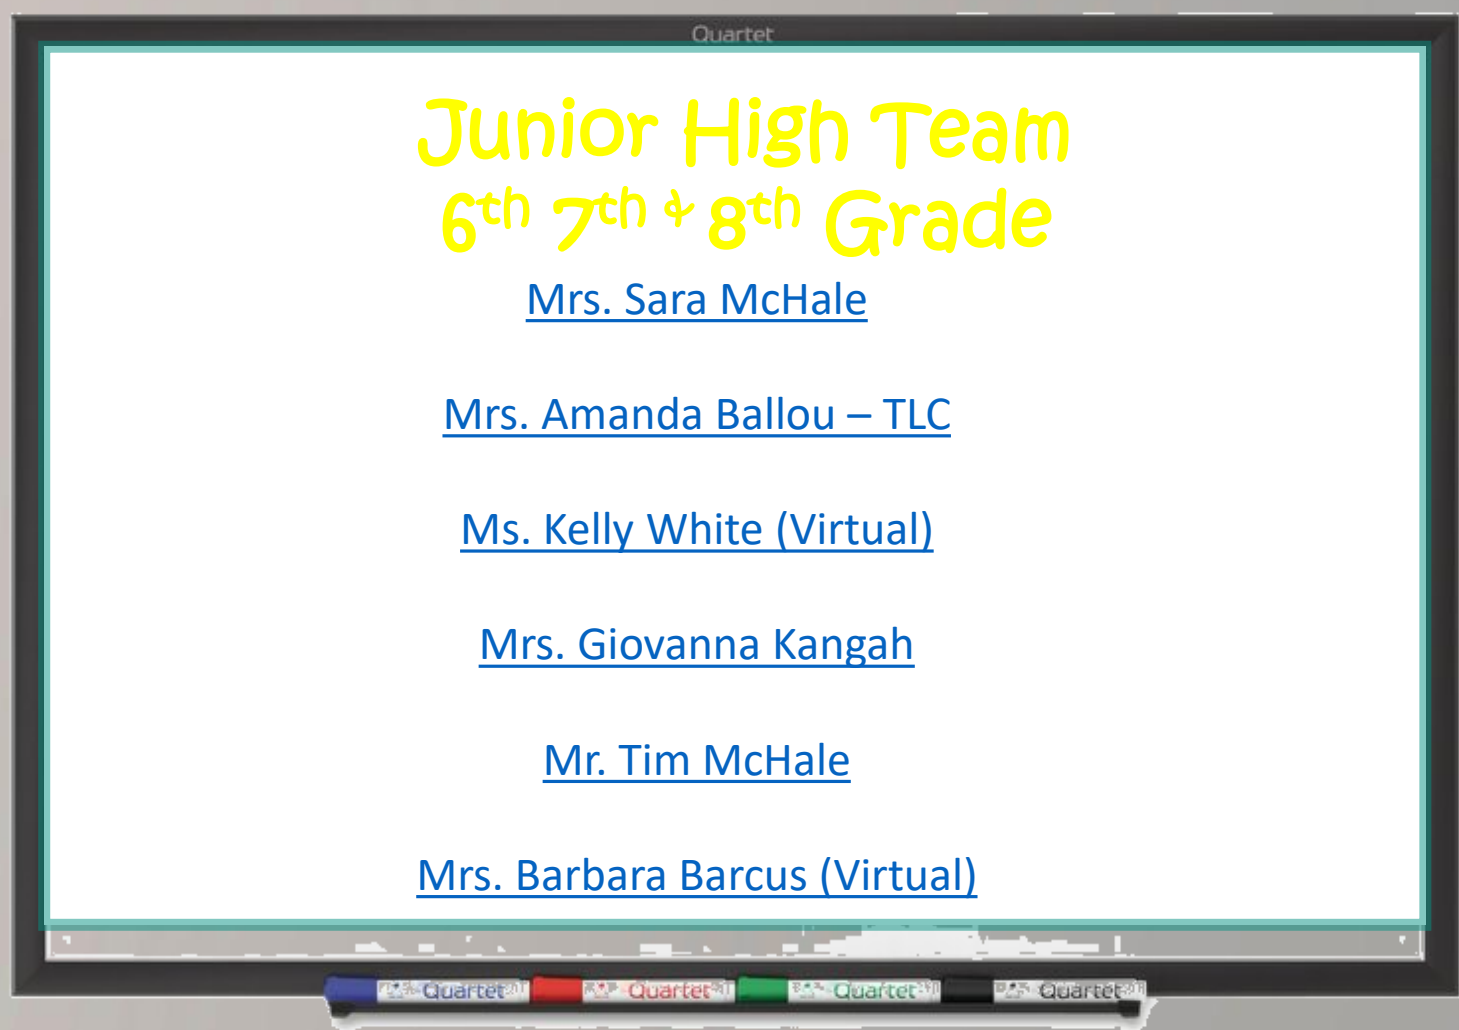 Quartet
Junior High Team
6th 7th & 8th Grade
Mrs. Sara McHale
Mrs. Amanda Ballou – TLC
Ms. Kelly White (Virtual)
Mrs. Giovanna Kangah
Mr. Tim McHale
Mrs. Barbara Barcus (Virtual)
Quartet Quartet Quartet Quartet